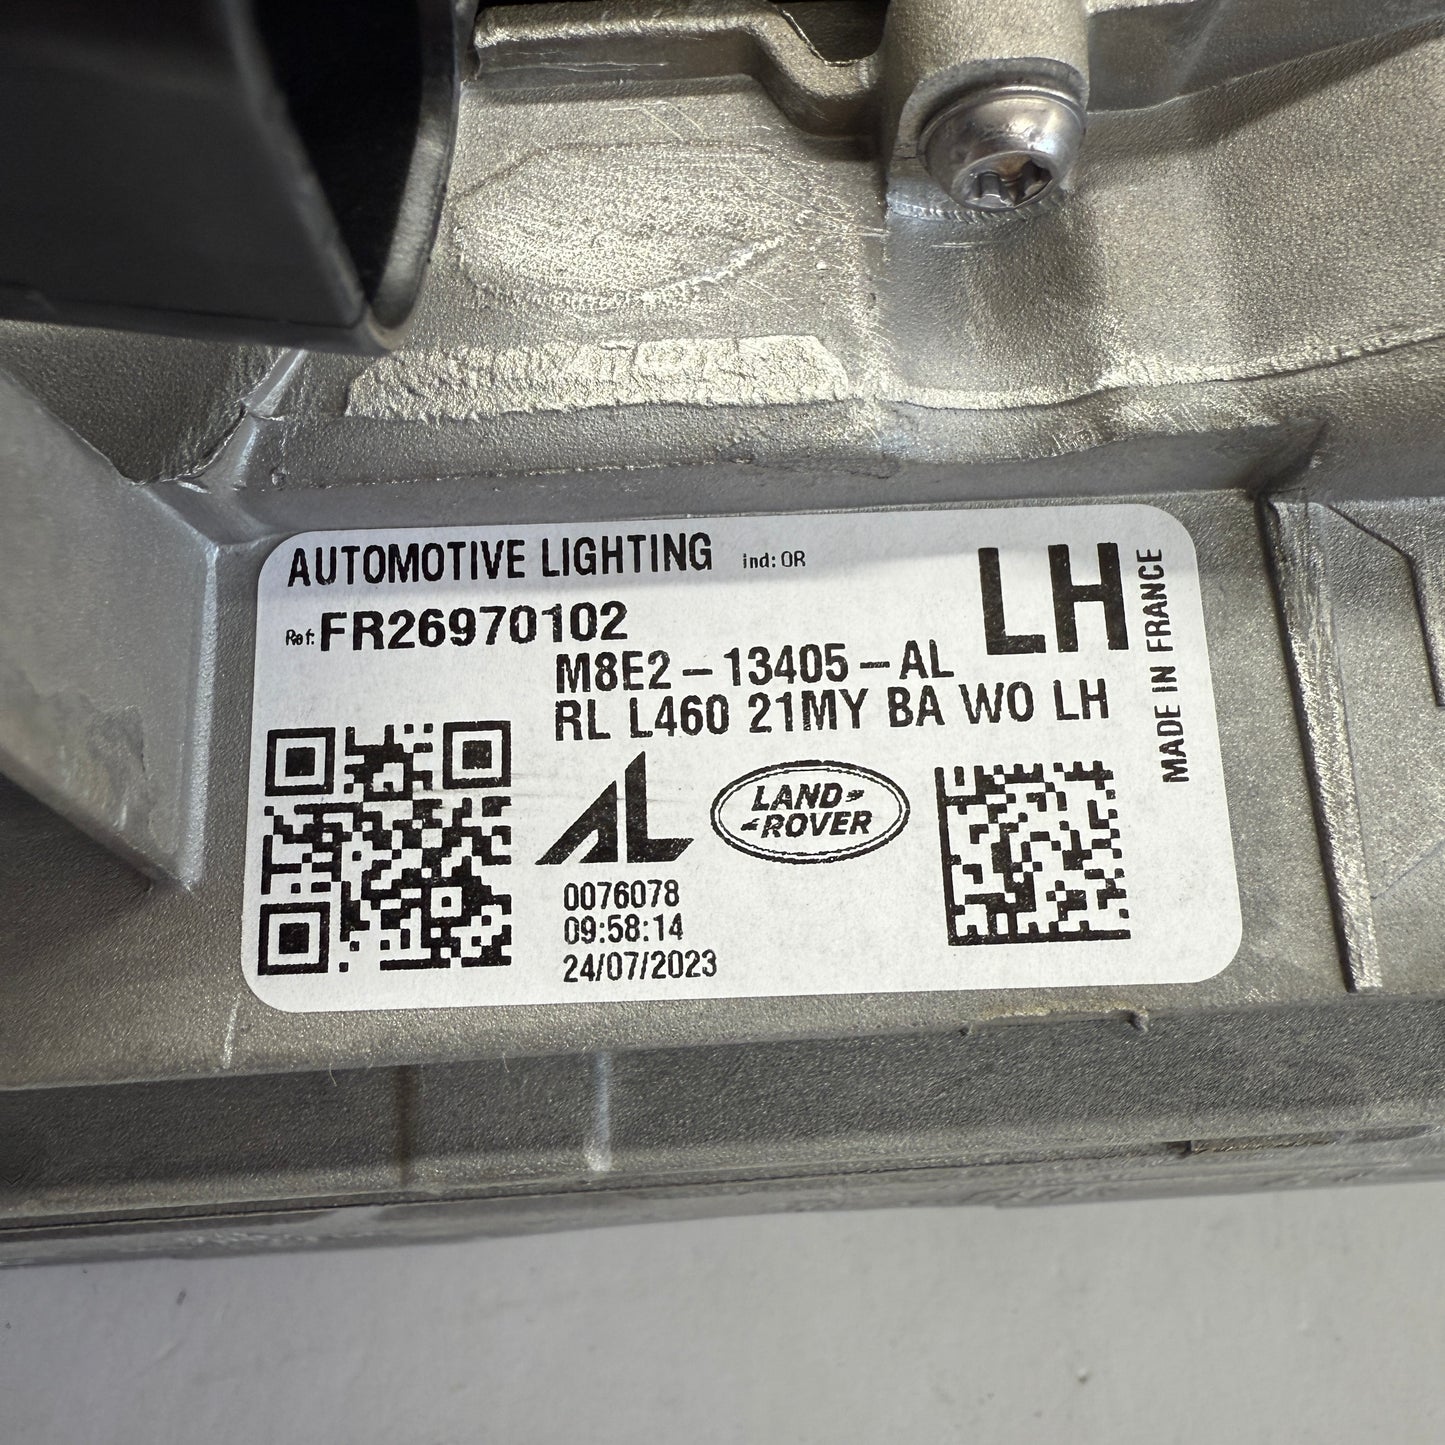 AUTOMOTIVE LIGHTING ind: OR
Ref: FR26970102
LH
MADE IN FRANCE
M8E2-13405-AL
RL L460 21MY BA WO LH
AL
LAND
ROVER
0076078
09:58:14
24/07/2023